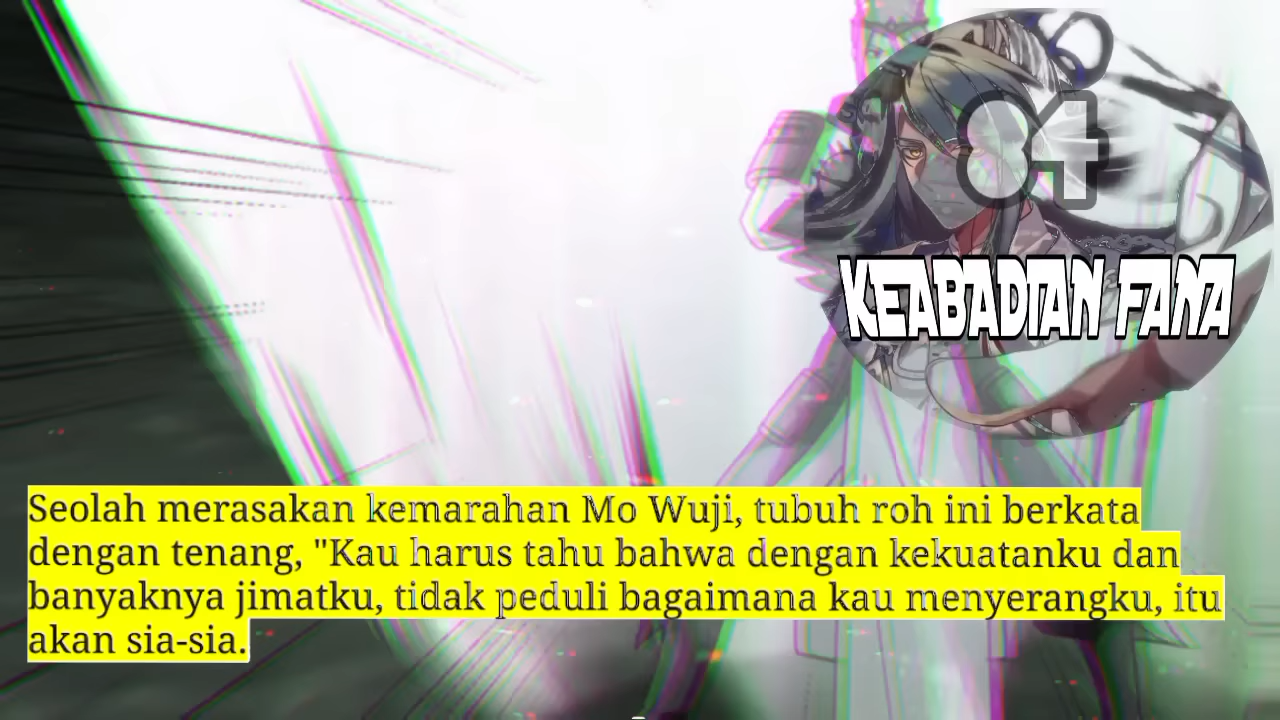 84
KEABADIAN FANA
Seolah merasakan kemarahan Mo Wuji, tubuh roh ini berkata
dengan tenang, "Kau harus tahu bahwa dengan kekuatanku dan
banyaknya jimatku, tidak peduli bagaimana kau menyerangku, itu
akan sia-sia.